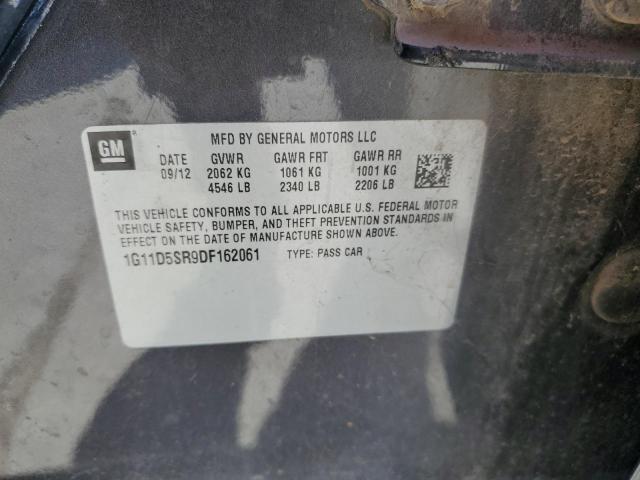 GM
MFD BY GENERAL MOTORS LLC
DATE GVWR GAWR FRT GAWR RR
09/12 2062 KG 1061 KG 1001 KG
4546 LB 2340 LB 2206 LB
THIS VEHICLE CONFORMS TO ALL APPLICABLE U.S. FEDERAL MOTOR
VEHICLE SAFETY, BUMPER, AND THEFT PREVENTION STANDARDS IN
EFFECT ON THE DATE OF MANUFACTURE SHOWN ABOVE.
1G11D5SR9DF162061 TYPE: PASS CAR